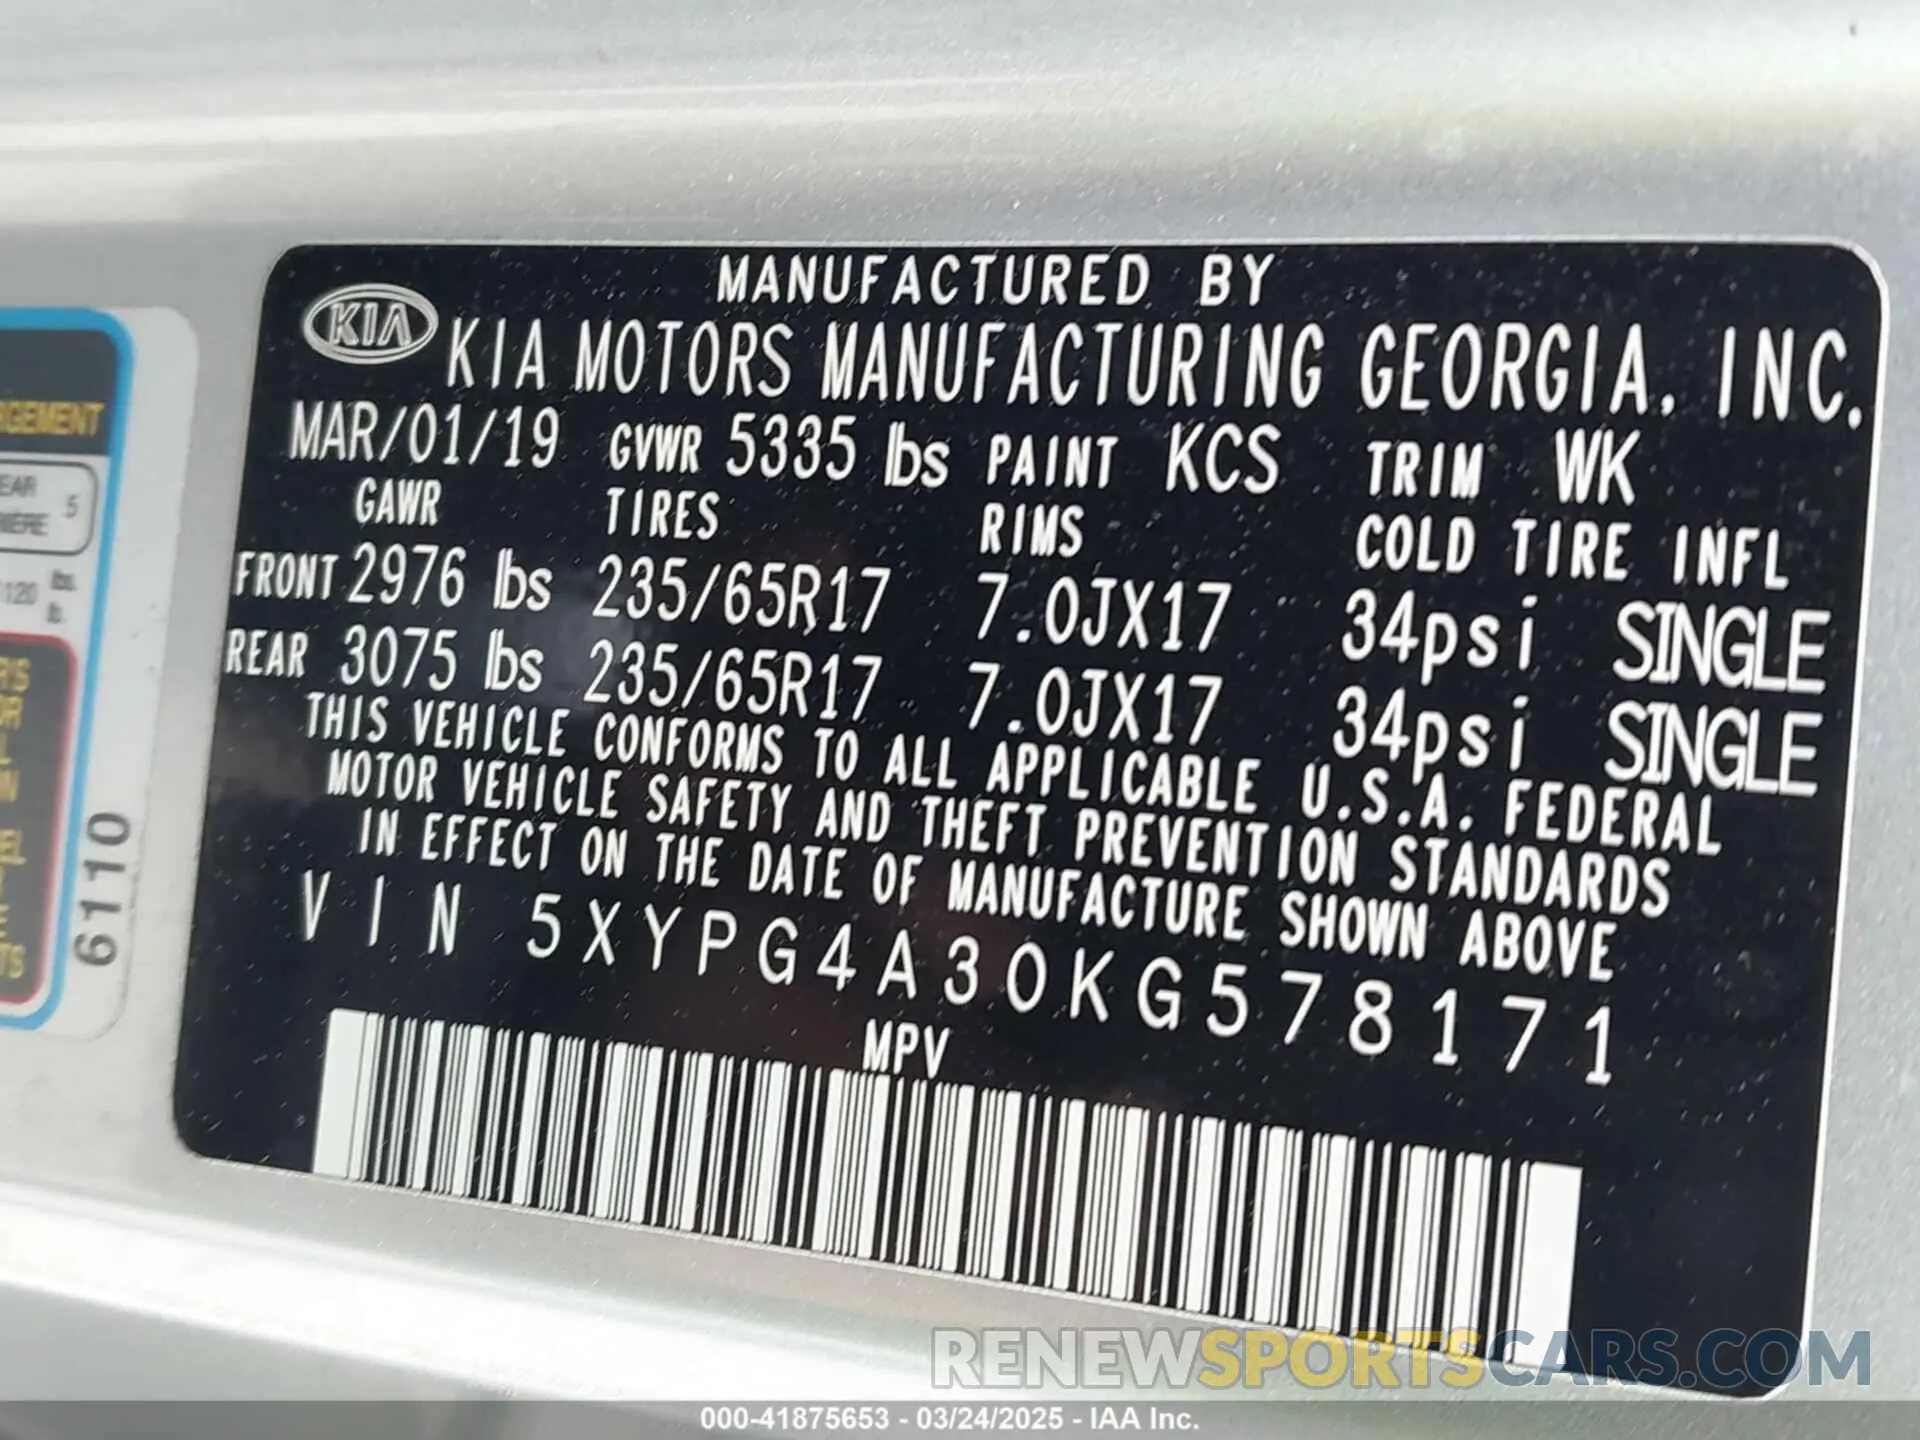 MANUFACTURED BY
KIA KIA MOTORS MANUFACTURING GEORGIA, INC.
MAR/01/19 GVWR 5335 lbs PAINT KCS TRIM WK
GAWR TIRES RIMS COLD TIRE INFL
FRONT 2976 lbs 235/65R17 7.0JX17 34psi SINGLE
REAR 3075 lbs 235/65R17 7.0JX17 34psi SINGLE
THIS VEHICLE CONFORMS TO ALL APPLICABLE U.S.A. FEDERAL
MOTOR VEHICLE SAFETY AND THEFT PREVENTION STANDARDS
IN EFFECT ON THE DATE OF MANUFACTURE SHOWN ABOVE
VIN 5XYPG4A30KG578171
MPV
5
1120 lbs.
lb.
6110
RENEWSPORTSCARS.COM
000-41875653 - 03/24/2025 - IAA Inc.